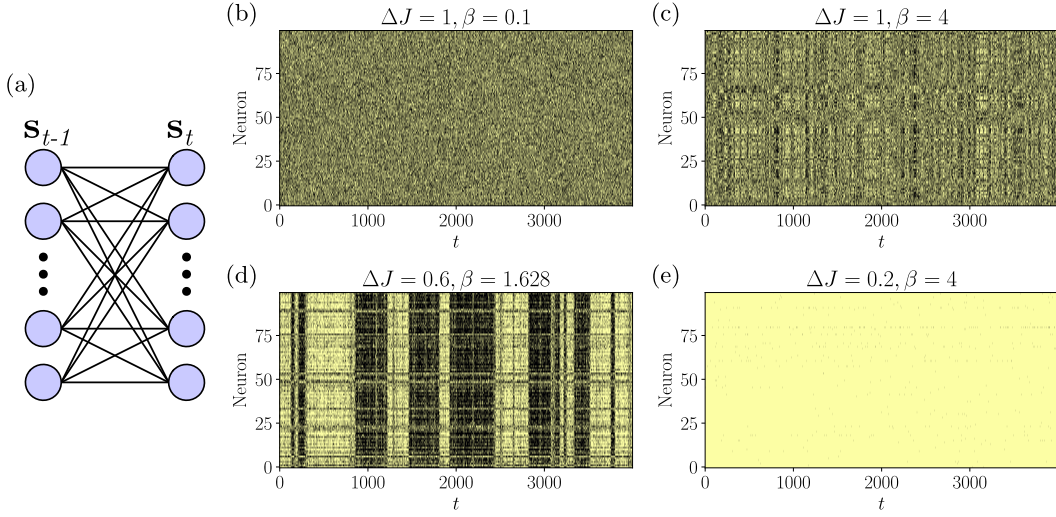 (a)
s_{t-1}
s_t
(b)
ΔJ = 1, β = 0.1
Neuron
75
50
25
0
0 1000 2000 3000
t
(c)
ΔJ = 1, β = 4
Neuron
75
50
25
0
0 1000 2000 3000
t
(d)
ΔJ = 0.6, β = 1.628
Neuron
75
50
25
0
0 1000 2000 3000
t
(e)
ΔJ = 0.2, β = 4
Neuron
75
50
25
0
0 1000 2000 3000
t